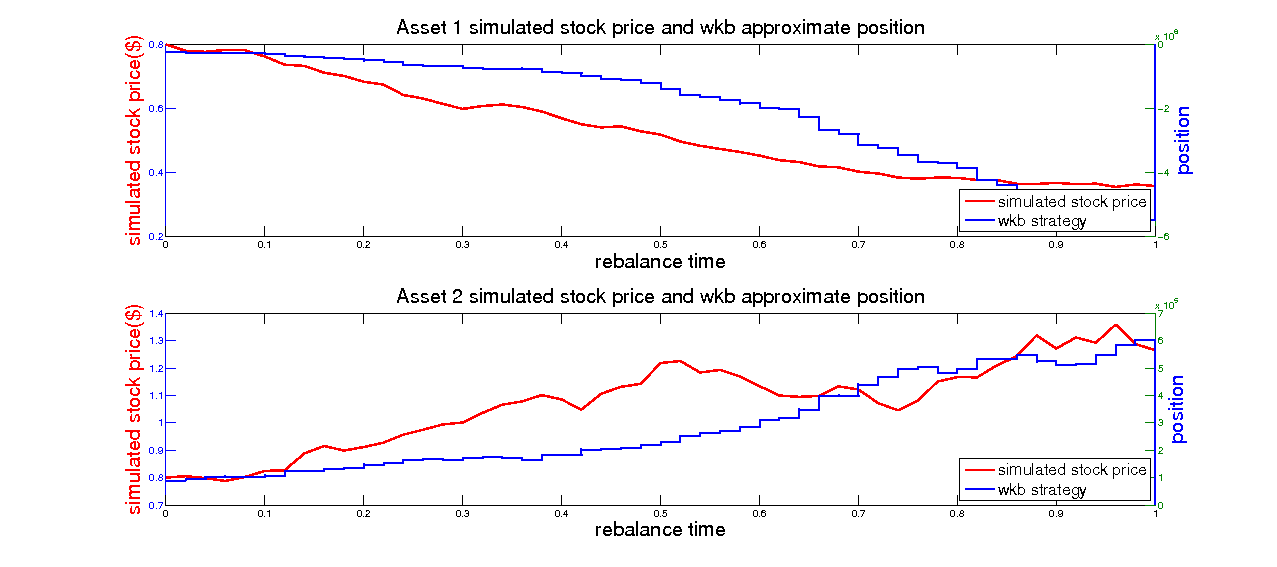 Asset 1 simulated stock price and wkb approximate position
simulated stock price($)
0.8
0.6
0.4
0.2
x 10^6
0
-2
-4
-6
position
simulated stock price
wkb strategy
0 0.1 0.2 0.3 0.4 0.5 0.6 0.7 0.8 0.9 1
rebalance time
Asset 2 simulated stock price and wkb approximate position
simulated stock price($)
1.4
1.3
1.2
1.1
1
0.9
0.8
0.7
x 10^5
7
6
5
4
3
2
1
0
position
simulated stock price
wkb strategy
0 0.1 0.2 0.3 0.4 0.5 0.6 0.7 0.8 0.9 1
rebalance time